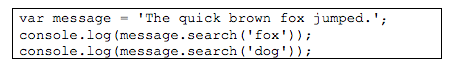 var message = 'The quick brown fox jumped.';
console.log(message.search('fox'));
console.log(message.search('dog'));